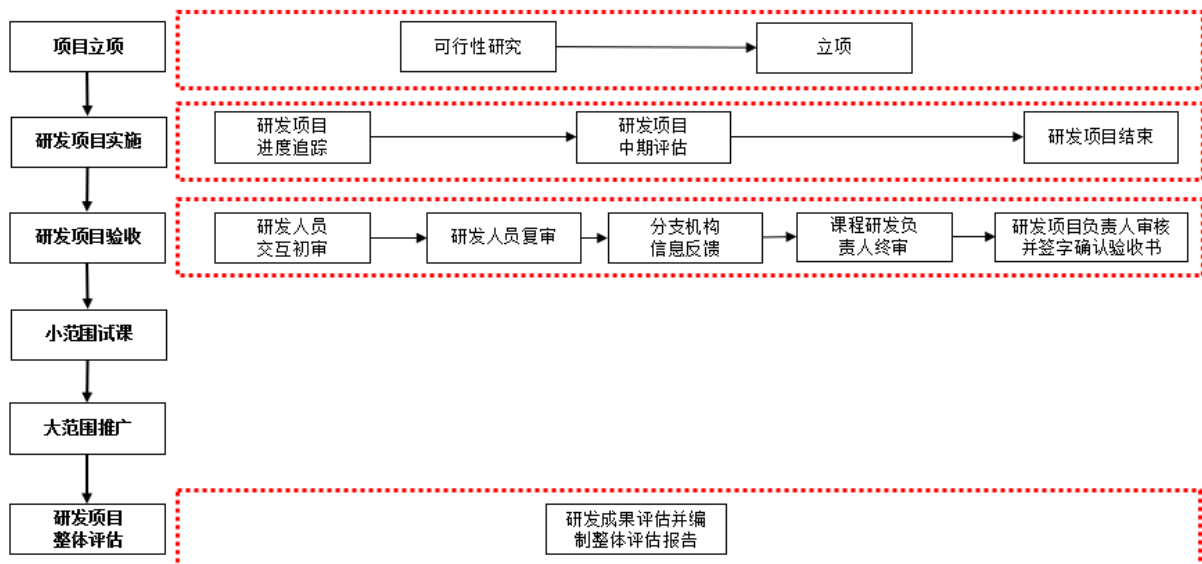 项目立项
可行性研究
立项
研发项目实施
研发项目
进度追踪
研发项目
中期评估
研发项目结束
研发项目验收
研发人员
交互初审
研发人员复审
分支机构
信息反馈
课程研发负
责人终审
研发项目负责人审核
并签字确认验收书
小范围试课
大范围推广
研发项目
整体评估
研发成果评估并编
制整体评估报告